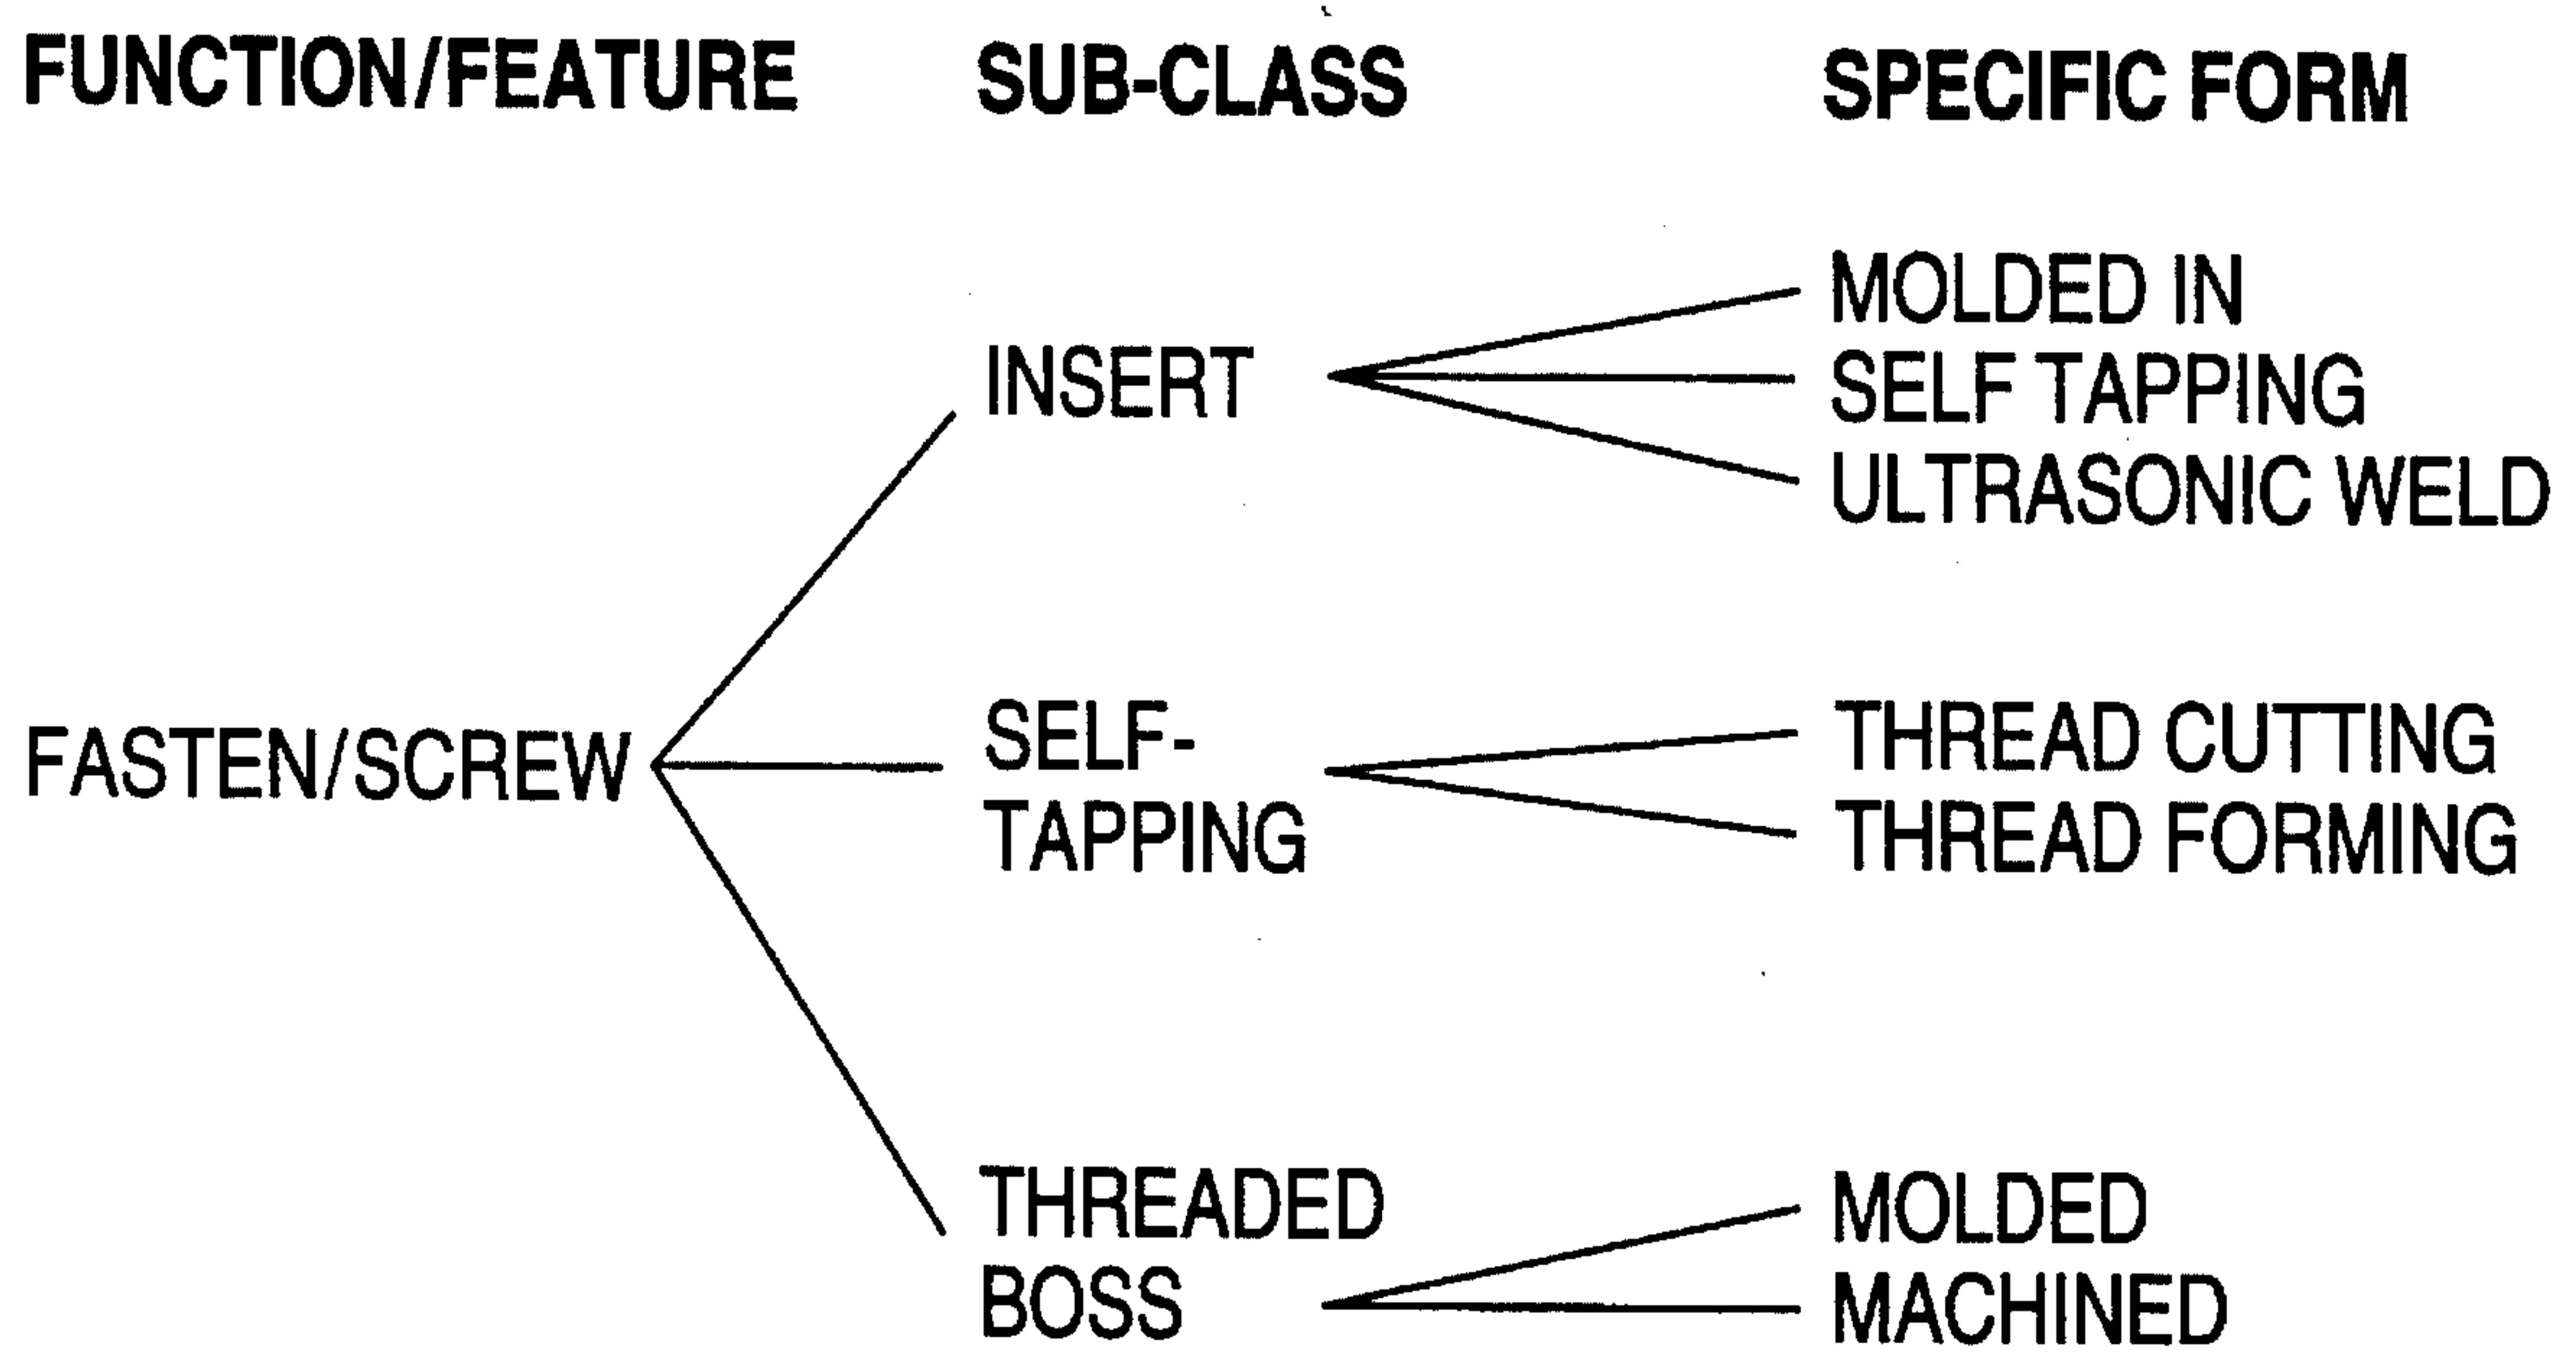 FUNCTION/FEATURE SUB-CLASS SPECIFIC FORM
MOLDED IN
INSERT SELF TAPPING
ULTRASONIC WELD
FASTEN/SCREW SELF- THREAD CUTTING
TAPPING THREAD FORMING
THREADED MOLDED
BOSS MACHINED